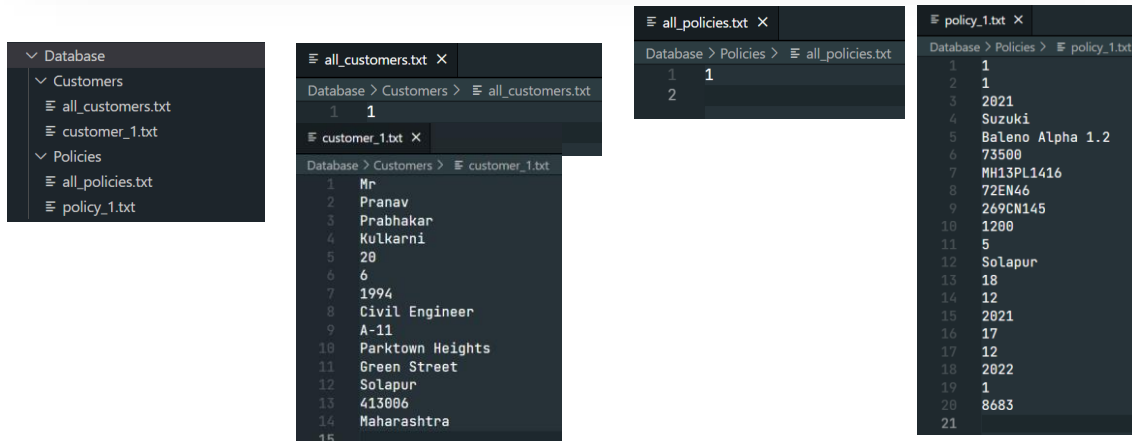 Database
Customers
all_customers.txt
customer_1.txt
Policies
all_policies.txt
policy_1.txt
all_customers.txt ×
Database > Customers > all_customers.txt
1 1
customer_1.txt ×
Database > Customers > customer_1.txt
1 Mr
2 Pranav
3 Prabhakar
4 Kulkarni
5 20
6 6
7 1994
8 Civil Engineer
9 A-11
10 Parktown Heights
11 Green Street
12 Solapur
13 413006
14 Maharashtra
15
all_policies.txt ×
Database > Policies > all_policies.txt
1 1
2
policy_1.txt ×
Database > Policies > policy_1.txt
1 1
2 1
3 2021
4 Suzuki
5 Baleno Alpha 1.2
6 73500
7 MH13PL1416
8 72EN46
9 269CN145
10 1200
11 5
12 Solapur
13 18
14 12
15 2021
16 17
17 12
18 2022
19 1
20 8683
21